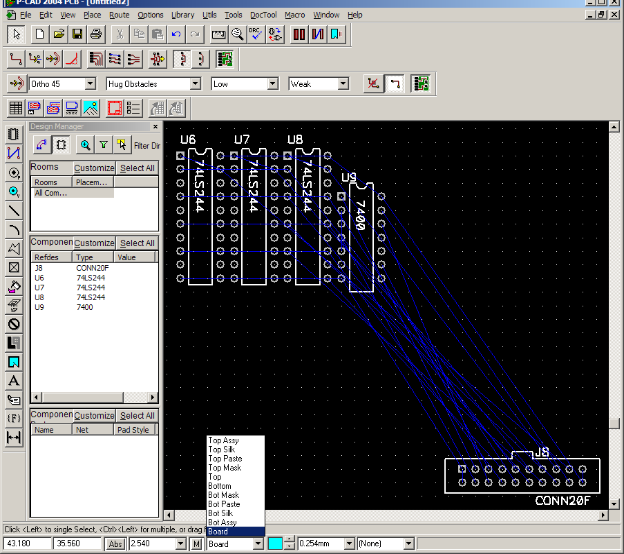 P-CAD 2004 PCB - [Untitled2]
File Edit View Place Route Options Library Utils Tools DocTool Macro Window Help
DRC
Ortho 45 Hug Obstacles Low Weak
Design Manager
Filter Dir
Rooms Customize Select All
Rooms Placem...
All Com...
Componen Customize Select All
Refdes Type Value
J8 CONN20F
U6 74LS244
U7 74LS244
U8 74LS244
U9 7400
Componen Customize Select All
Name Net Pad Style
U6 U7 U8
U9
74LS244
74LS244
74LS244
7400
J8
CONN20F
Top Assy
Top Silk
Top Paste
Top Mask
Top
Bottom
Bot Mask
Bot Paste
Bot Silk
Bot Assy
Board
Click <Left> to single Select, <Ctrl><Left> for multiple, or drag
43.180 35.560 Abs 2.540 M Board 0.254mm (None)